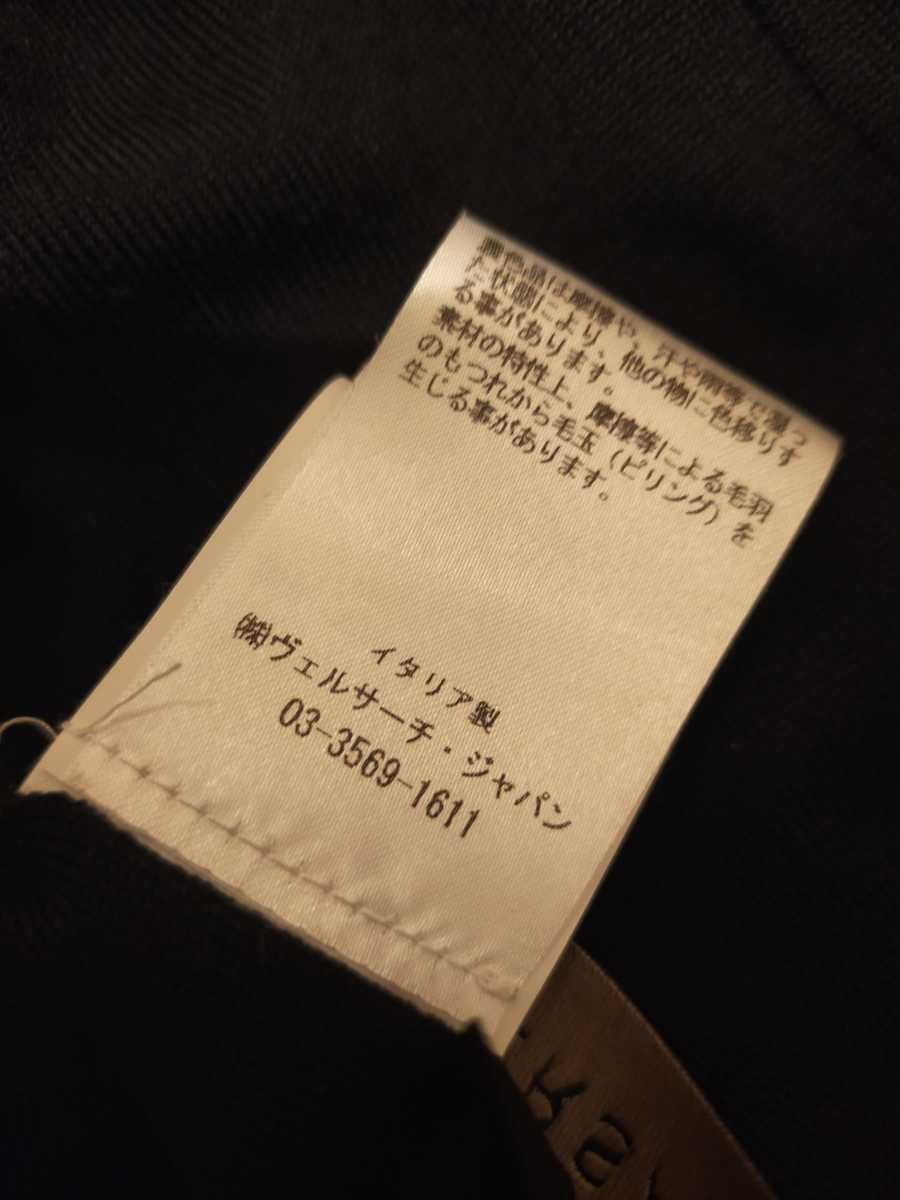 濃色品は摩擦や、汗や雨等で湿っ
た状態により、他の物に色移りす
る事があります。
素材の特性上、摩擦等による毛羽
のもつれから毛玉（ピリング）を
生じる事があります。
イタリア製
㈱ヴェルサーチ・ジャパン
03-3569-1611